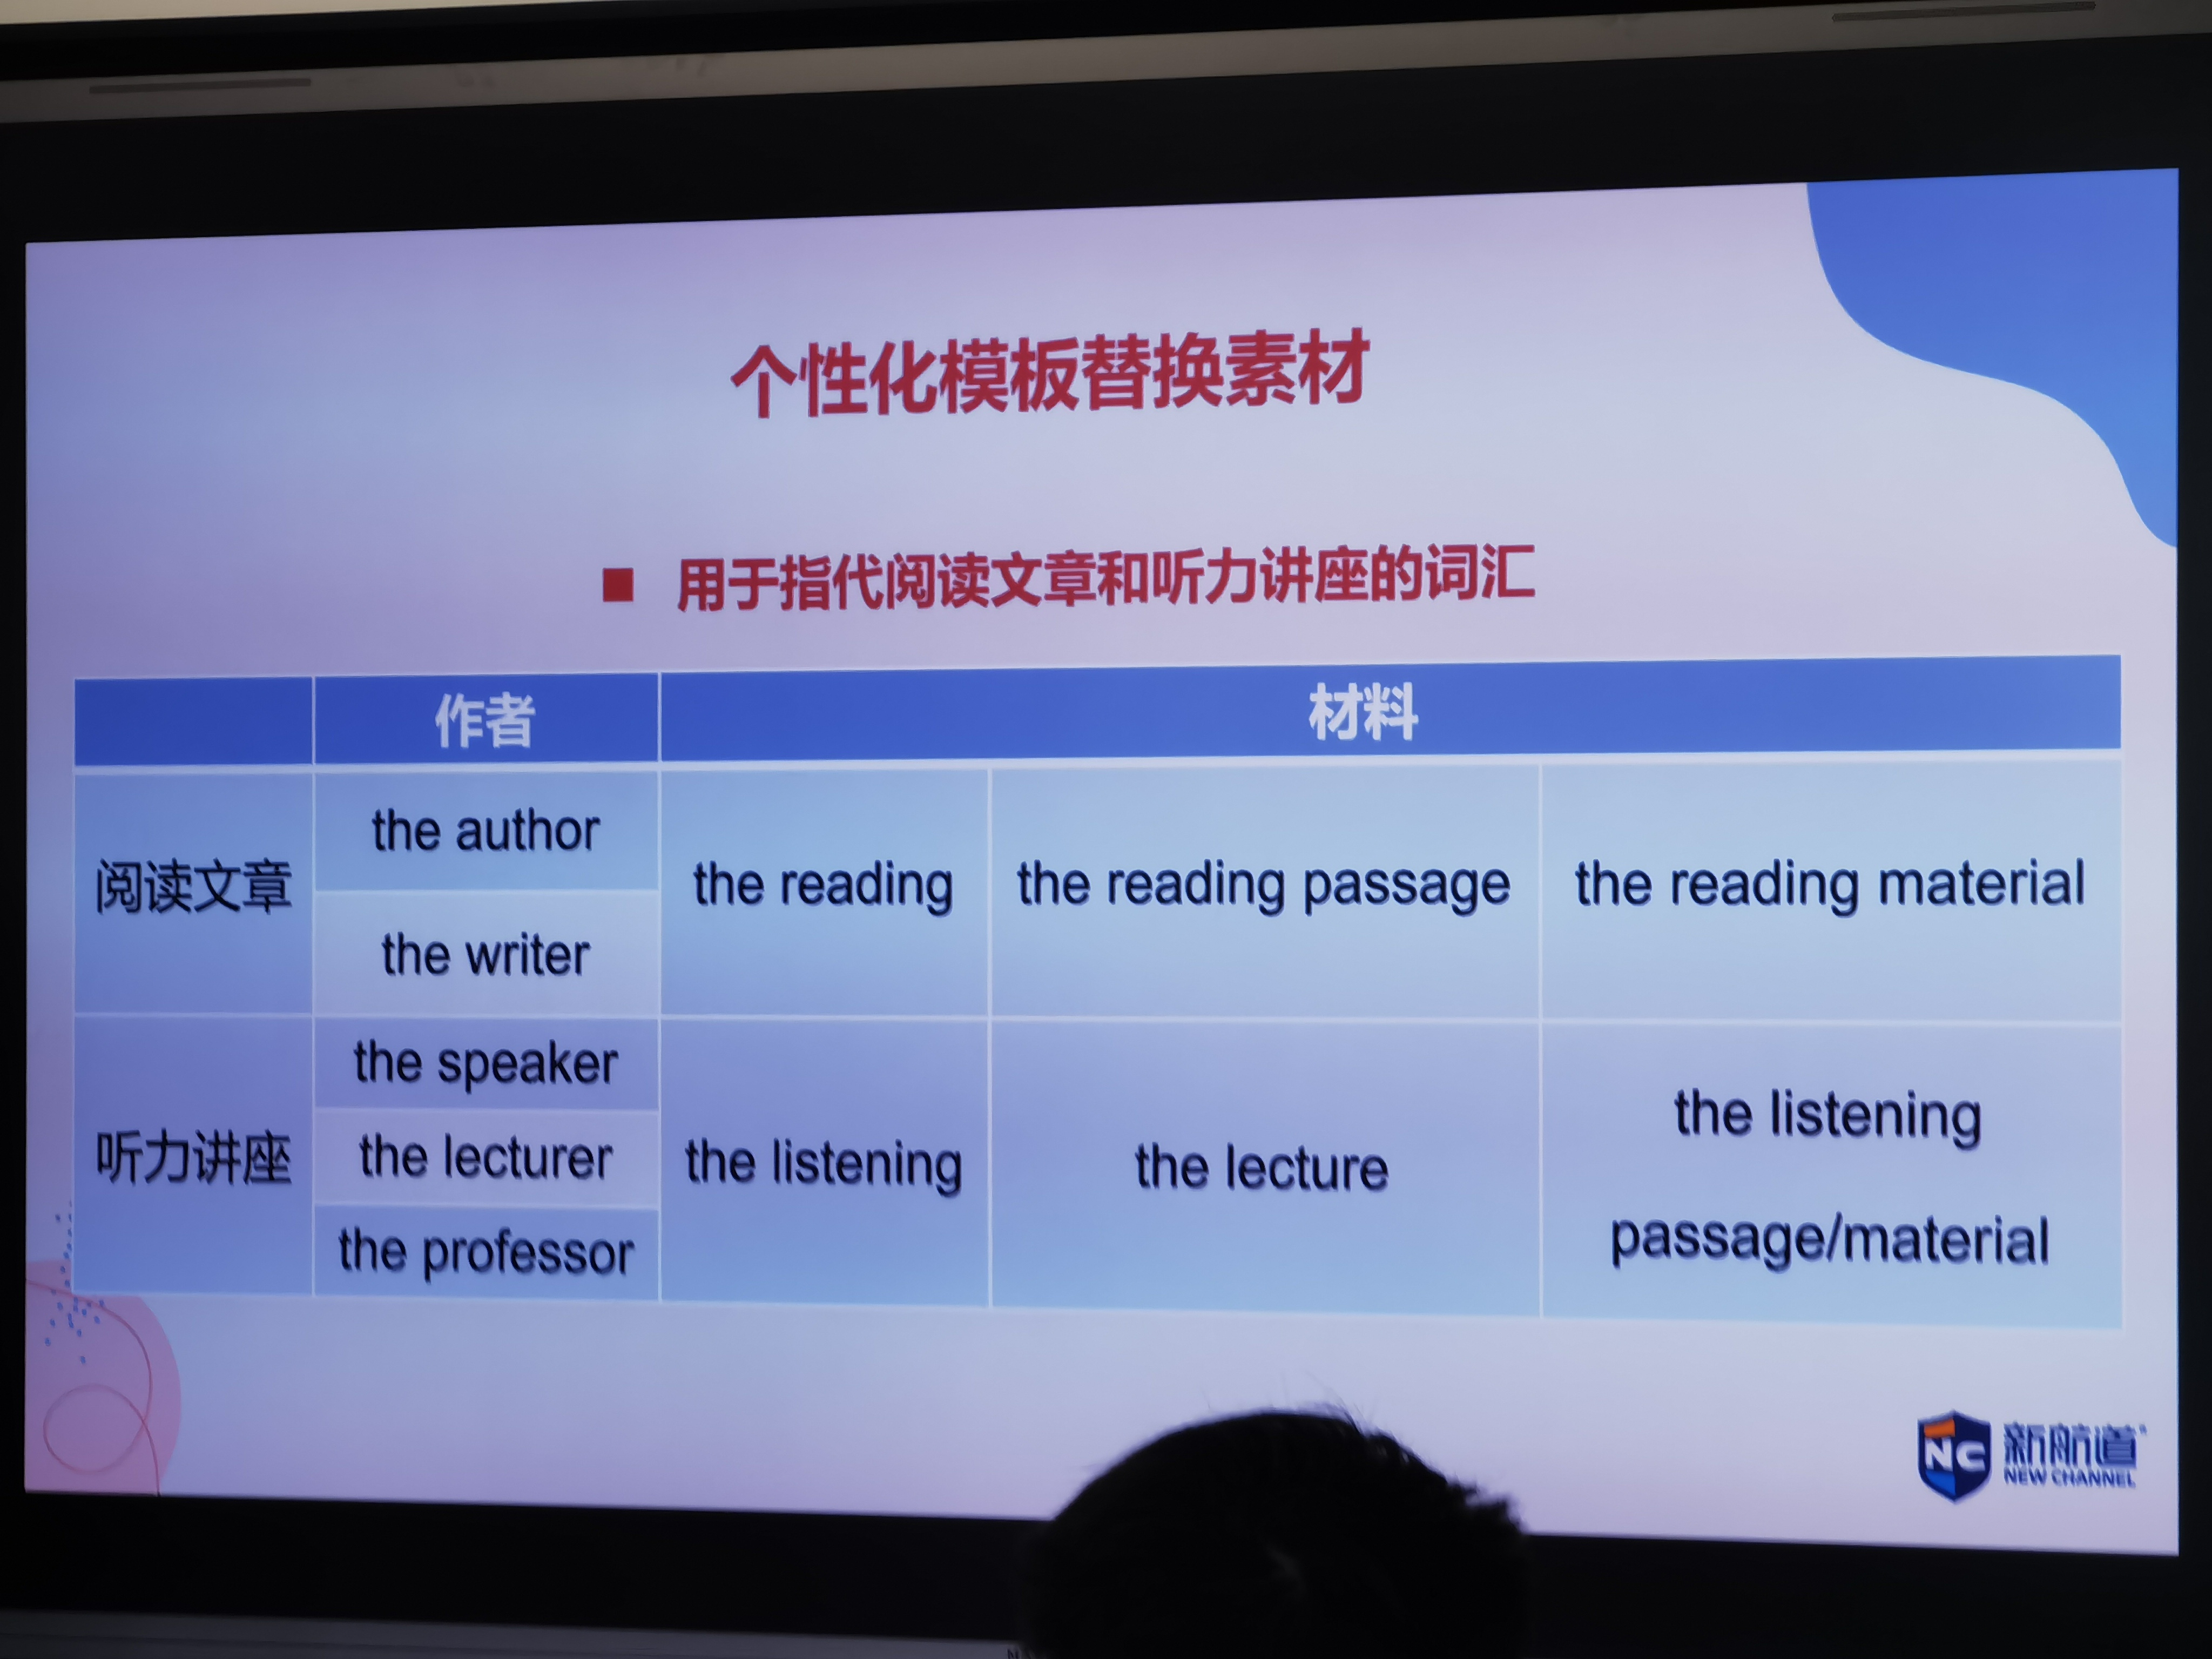 个性化模板替换素材
■ 用于指代阅读文章和听力讲座的词汇
作者 材料
阅读文章
the author
the writer
the reading
the reading passage
the reading material
听力讲座
the speaker
the lecturer
the professor
the listening
the lecture
the listening
passage/material
NC 新航道
NEW CHANNEL